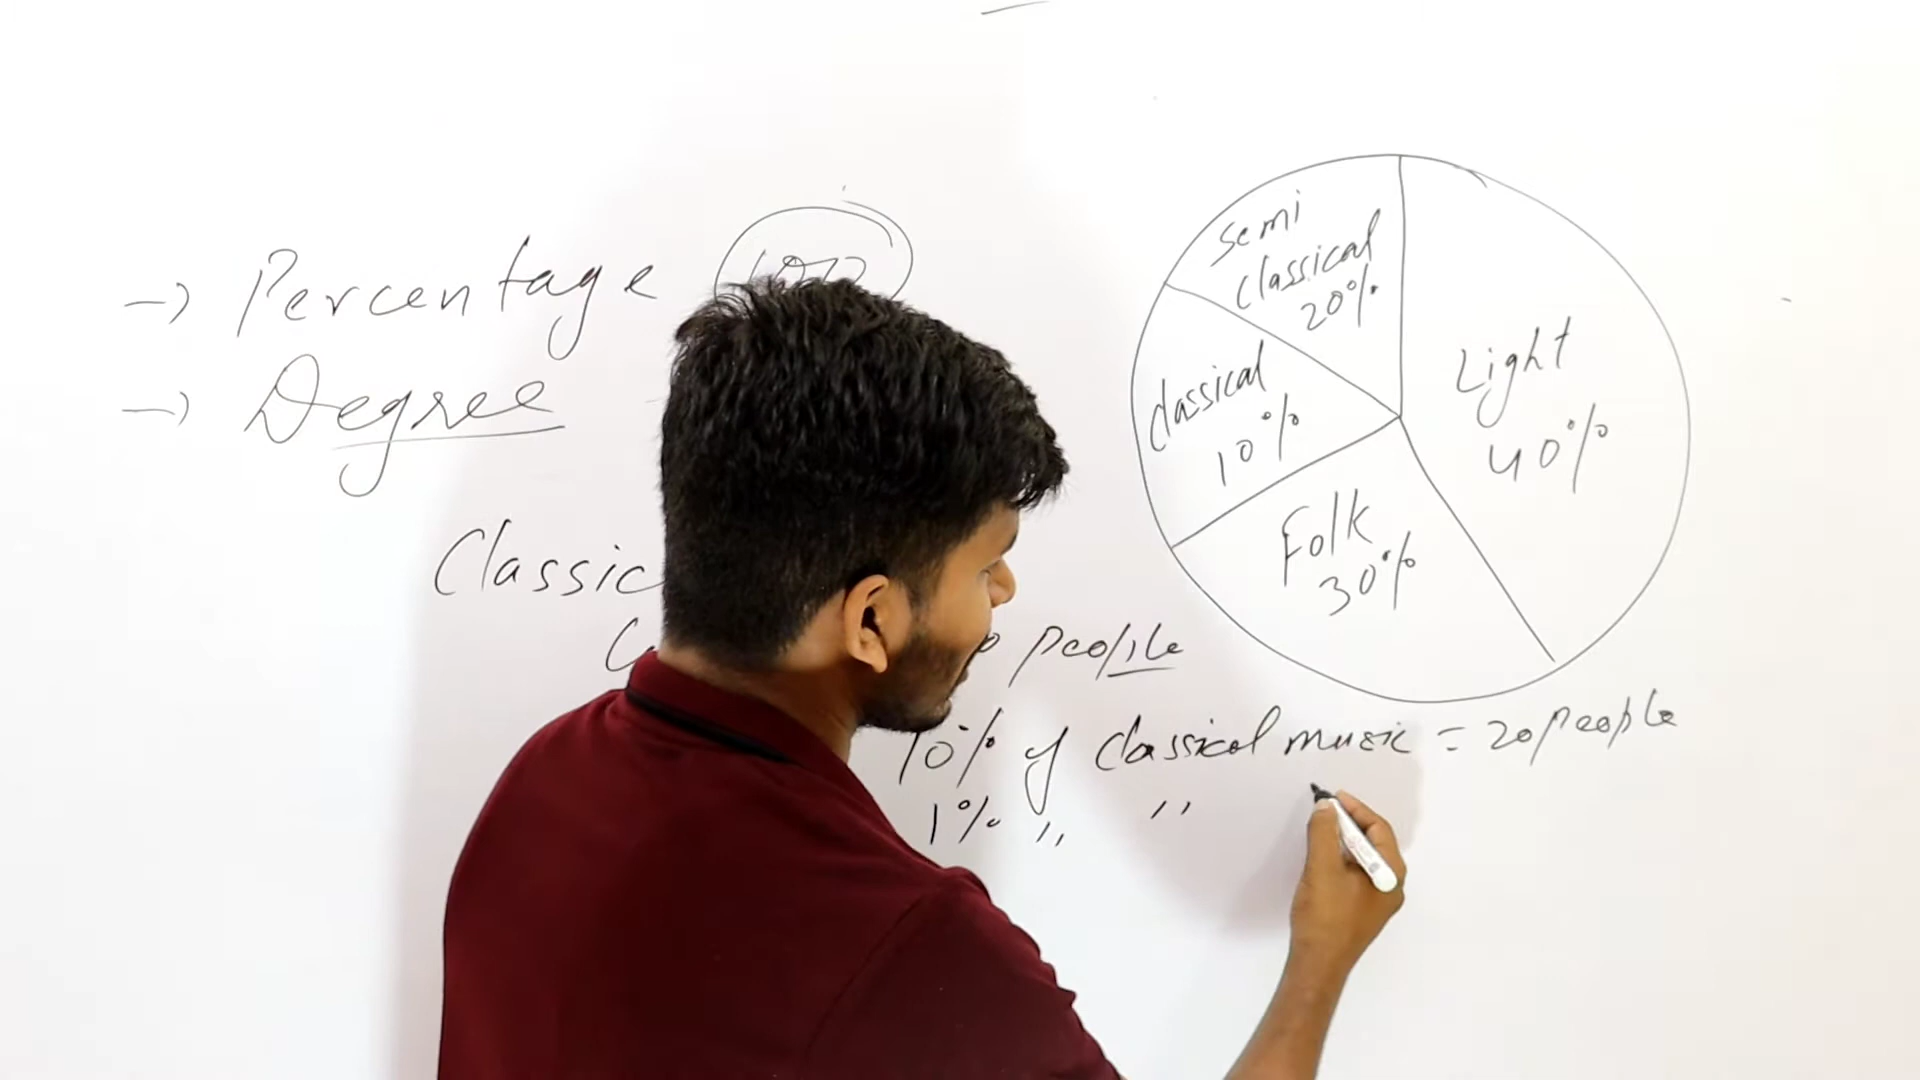 → Percentage 100
→ Degree
Semi
Classical
20%
Classical
10%
Light
40%
Folk
30%
people
10% of Classical music = 20 people
1% ,, ,,